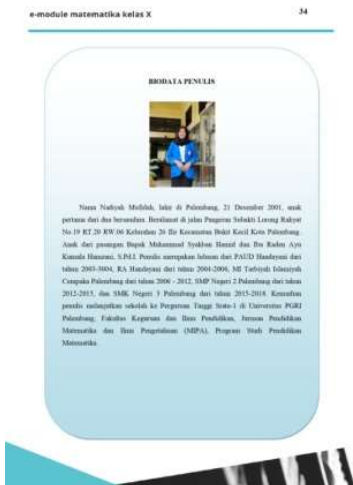 e-module matematika kelas X
34
BIODATA PENULIS
Nama Nadiyah Mufidah, lahir di Palembang, 21 Desember 2001, anak
pertama dari dua bersaudara. Beralamat di jalan Pangeran Sidoing Lorong Rakyat
No.19 RT.20 RW.06 Kelurahan 26 Ilir Kecamatan Bukit Kecil Kota Palembang.
Anak dari pasangan Bapak Muhammad Syakban Hamid dan Ibu Raden Ayu
Kumala Hamzani, S.Pd.I. Penulis merupakan lulusan dari PAUD Handayani dari
tahun 2003-3004, RA Handayani dari tahun 2004-2006, MI Tarbiyah Islamiyah
Cempaka Palembang dari tahun 2006 - 2012, SMP Negeri 2 Palembang dari tahun
2012-2015, dan SMK Negeri 3 Palembang dari tahun 2015-2018. Kemudian
penulis melanjutkan sekolah ke Perguruan Tinggi Strata-1 di Universitas PGRI
Palembang, Fakultas Keguruan dan Ilmu Pendidikan, Jurusan Pendidikan
Matematika dan Ilmu Pengetahuan (MIPA), Program Studi Pendidikan
Matematika.